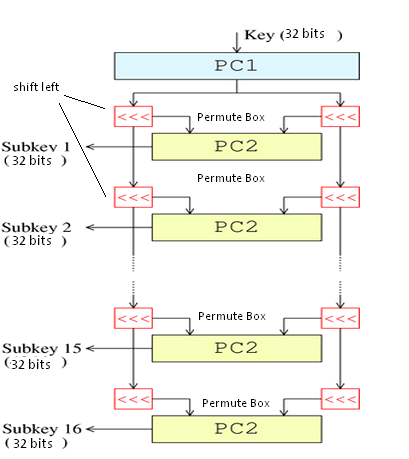 Key (32 bits )
PC1
shift left
<<< Permute Box <<<
Subkey 1 PC2
(32 bits )
Permute Box
<<< <<<
Subkey 2 PC2
(32 bits )
<<< Permute Box <<<
Subkey 15 PC2
(32 bits )
<<< Permute Box <<<
Subkey 16 PC2
(32 bits )